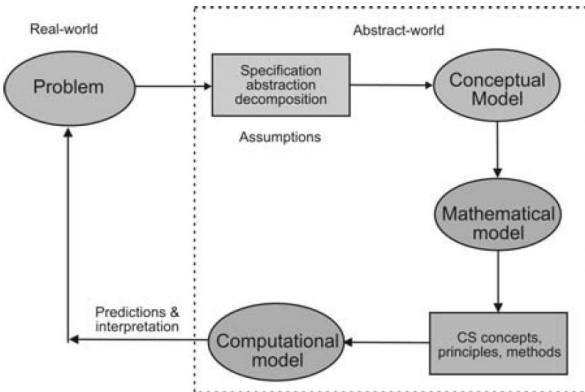 Real-world
Abstract-world
Problem
Specification
abstraction
decomposition
Conceptual
Model
Assumptions
Mathematical
model
Predictions &
interpretation
Computational
model
CS concepts,
principles, methods